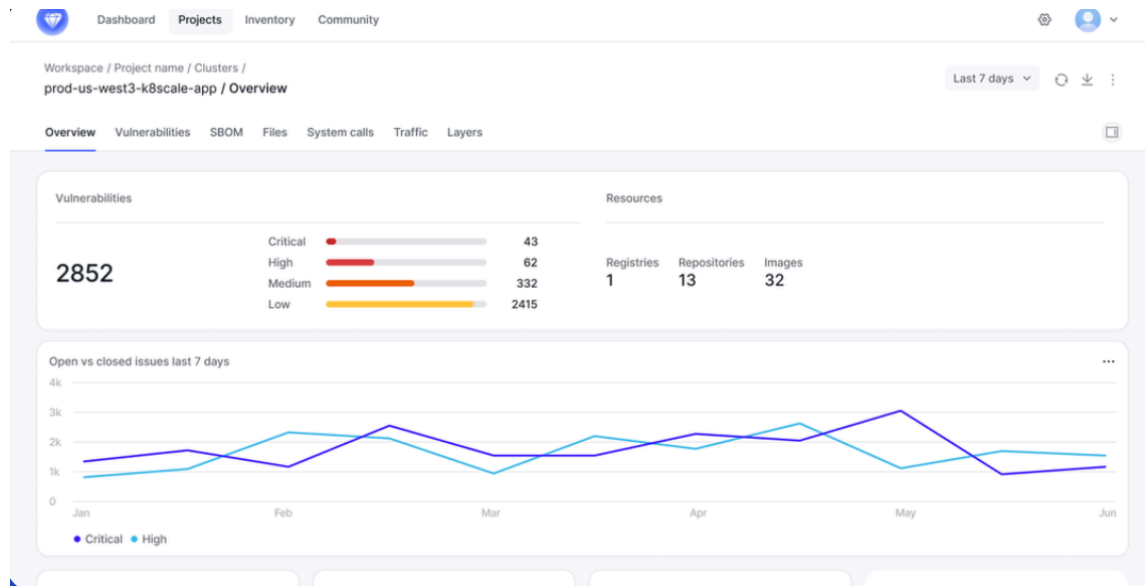 Dashboard Projects Inventory Community
Workspace / Project name / Clusters /
prod-us-west3-k8scale-app / Overview
Last 7 days
Overview Vulnerabilities SBOM Files System calls Traffic Layers
Vulnerabilities
2852
Critical 43
High 62
Medium 332
Low 2415
Resources
Registries Repositories Images
1 13 32
Open vs closed issues last 7 days
4k
3k
2k
1k
0
Jan Feb Mar Apr May Jun
Critical High